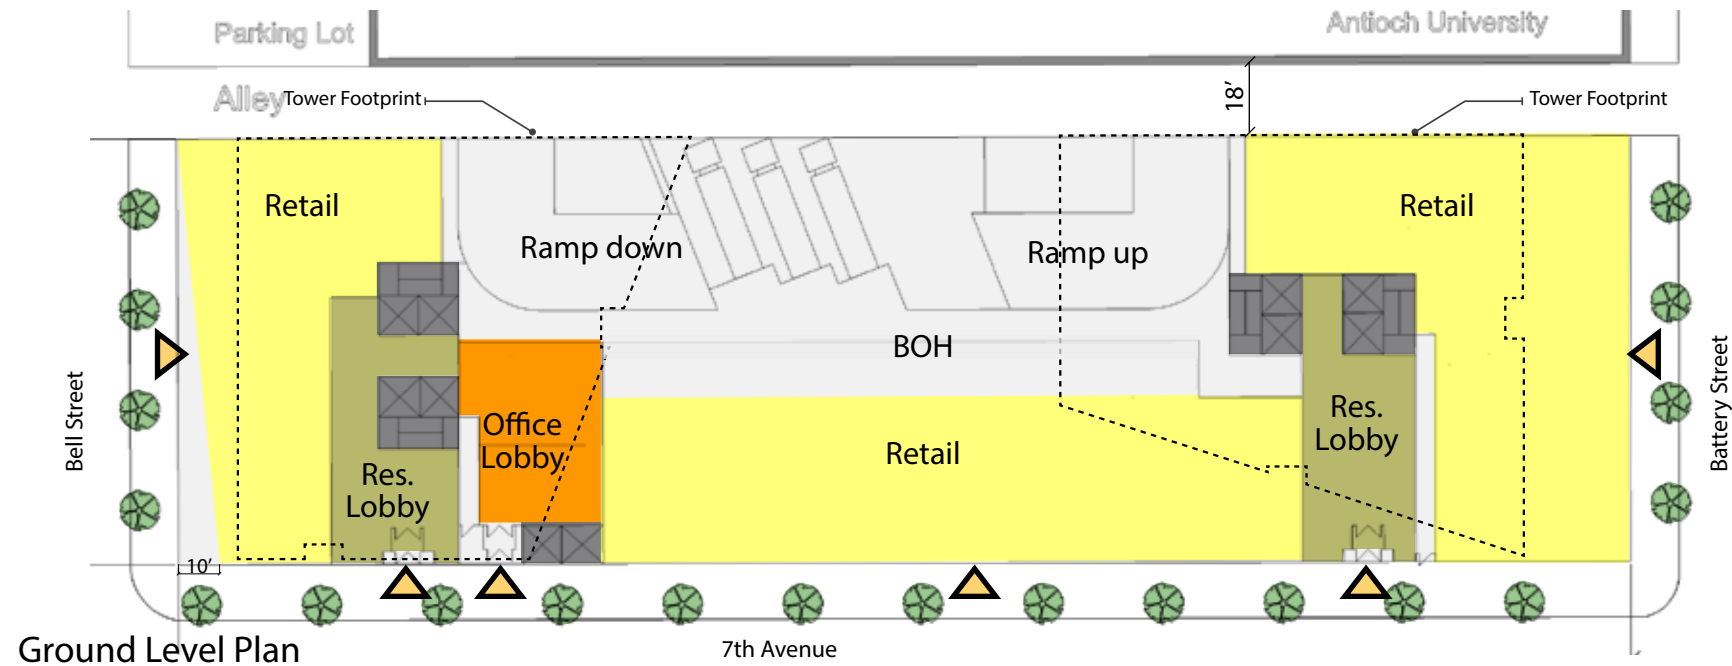 Parking Lot
Antioch University
Alley
Tower Footprint
18'
Tower Footprint
Retail
Retail
Ramp down
Ramp up
BOH
Bell Street
Battery Street
Office
Lobby
Retail
Res.
Lobby
Res.
Lobby
10'
Ground Level Plan
7th Avenue